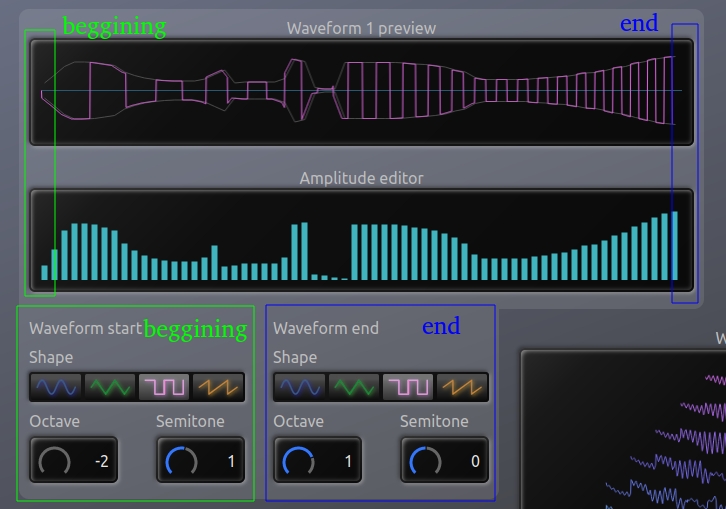 beggining
end
Waveform 1 preview
Amplitude editor
Waveform start beggining
Waveform end end
Shape
Shape
Octave Semitone
Octave Semitone
-2 1
1 0
W